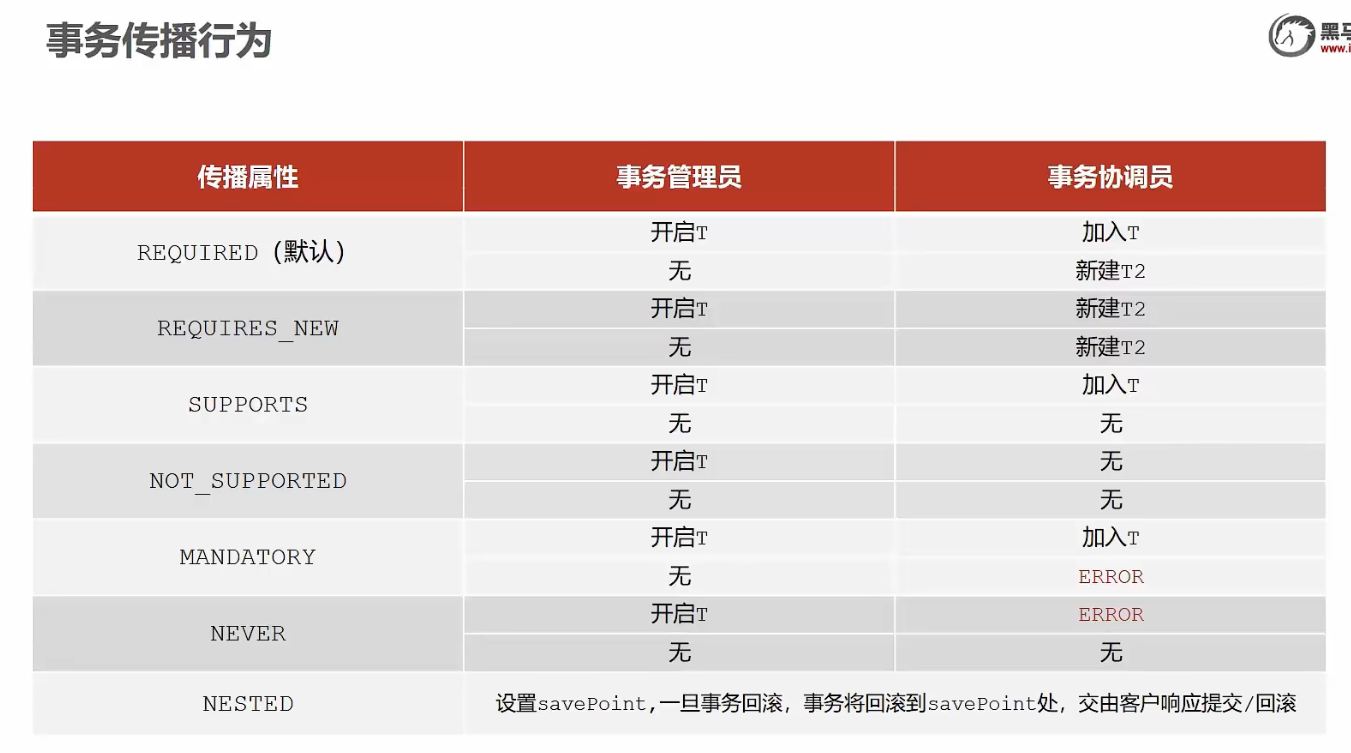 事务传播行为
黑马
www.i
传播属性 事务管理员 事务协调员
REQUIRED（默认） 开启T 加入T
无 新建T2
REQUIRES_NEW 开启T 新建T2
无 新建T2
SUPPORTS 开启T 加入T
无 无
NOT_SUPPORTED 开启T 无
无 无
MANDATORY 开启T 加入T
无 ERROR
NEVER 开启T ERROR
无 无
NESTED 设置savePoint,一旦事务回滚，事务将回滚到savePoint处，交由客户响应提交/回滚